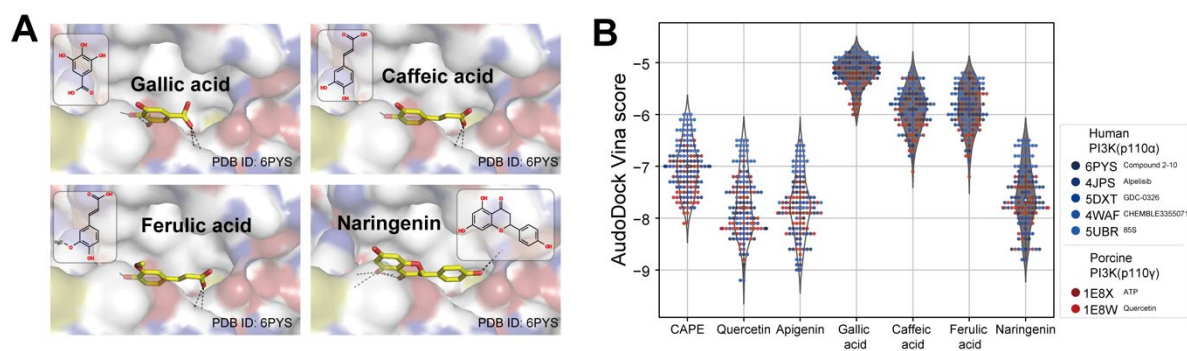 A
Gallic acid
PDB ID: 6PYS
Caffeic acid
PDB ID: 6PYS
Ferulic acid
PDB ID: 6PYS
Naringenin
PDB ID: 6PYS
B
AudoDock Vina score
−5
−6
−7
−8
−9
CAPE
Quercetin
Apigenin
Gallic
acid
Caffeic
acid
Ferulic
acid
Naringenin
Human
PI3K(p110α)
6PYS Compound 2-10
4JPS Alpelisib
5DXT GDC-0326
4WAF CHEMBLE3355071
5UBR 85S
Porcine
PI3K(p110γ)
1E8X ATP
1E8W Quercetin